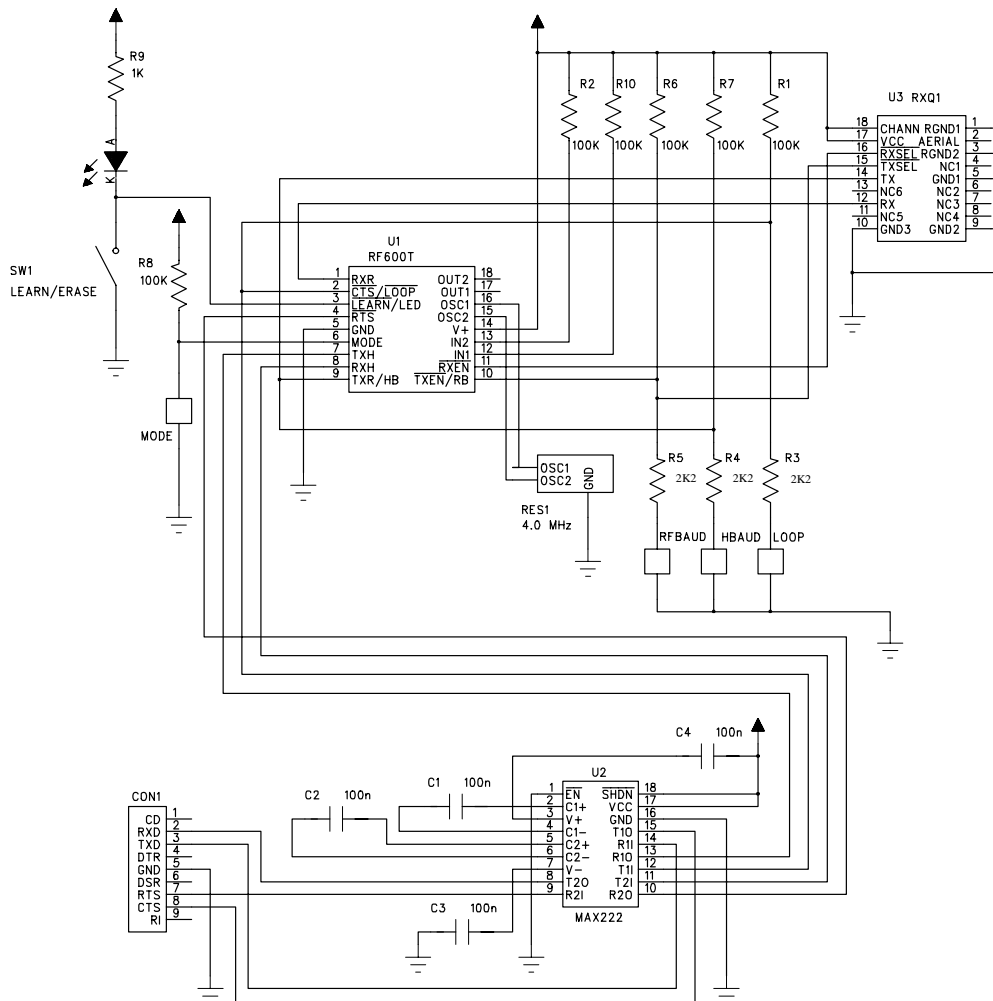 R9
1K
A
K
SW1
LEARN/ERASE
R8
100K
MODE
R2
100K
R10
100K
R6
100K
R7
100K
R1
100K
U3 RXQ1
18 CHANN RGND1 1
17 VCC AERIAL 2
16 RXSEL RGND2 3
15 TXSEL NC1 4
14 TX GND1 5
13 NC6 NC2 6
12 RX NC3 7
11 NC5 NC4 8
10 GND3 GND2 9
U1
RF600T
1 RXR OUT2 18
2 CTS/LOOP OUT1 17
3 LEARN/LED OSC1 16
4 RTS OSC2 15
5 GND V+ 14
6 MODE IN2 13
7 TXH IN1 12
8 RXH RXEN 11
9 TXR/HB TXEN/RB 10
OSC1
OSC2
GND
RES1
4.0 MHz
R5
2K2
R4
2K2
R3
2K2
RFBAUD HBAUD LOOP
C4 100n
C1 100n
C2 100n
C3 100n
U2
1 EN SHDN 18
2 C1+ VCC 17
3 V+ GND 16
4 C1- T1O 15
5 C2+ R1I 14
6 C2- R1O 13
7 V- T1I 12
8 T2O T2I 11
9 R2I R2O 10
MAX222
CON1
CD 1
RXD 2
TXD 3
DTR 4
GND 5
DSR 6
RTS 7
CTS 8
RI 9